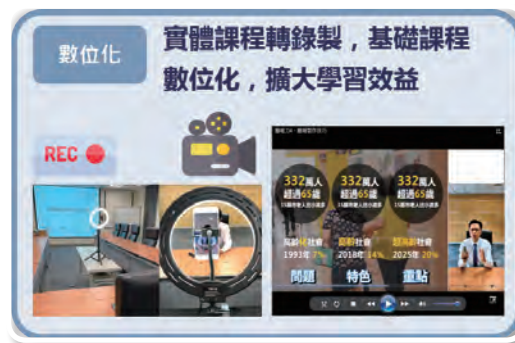 數位化
實體課程轉錄製，基礎課程
數位化，擴大學習效益
REC
332萬人 332萬人 332萬人
超過65歲 超過65歲 超過65歲
高齡化社會 高齡社會 超高齡社會
1993年 7% 2018年 14% 2025年 20%
問題 特色 重點